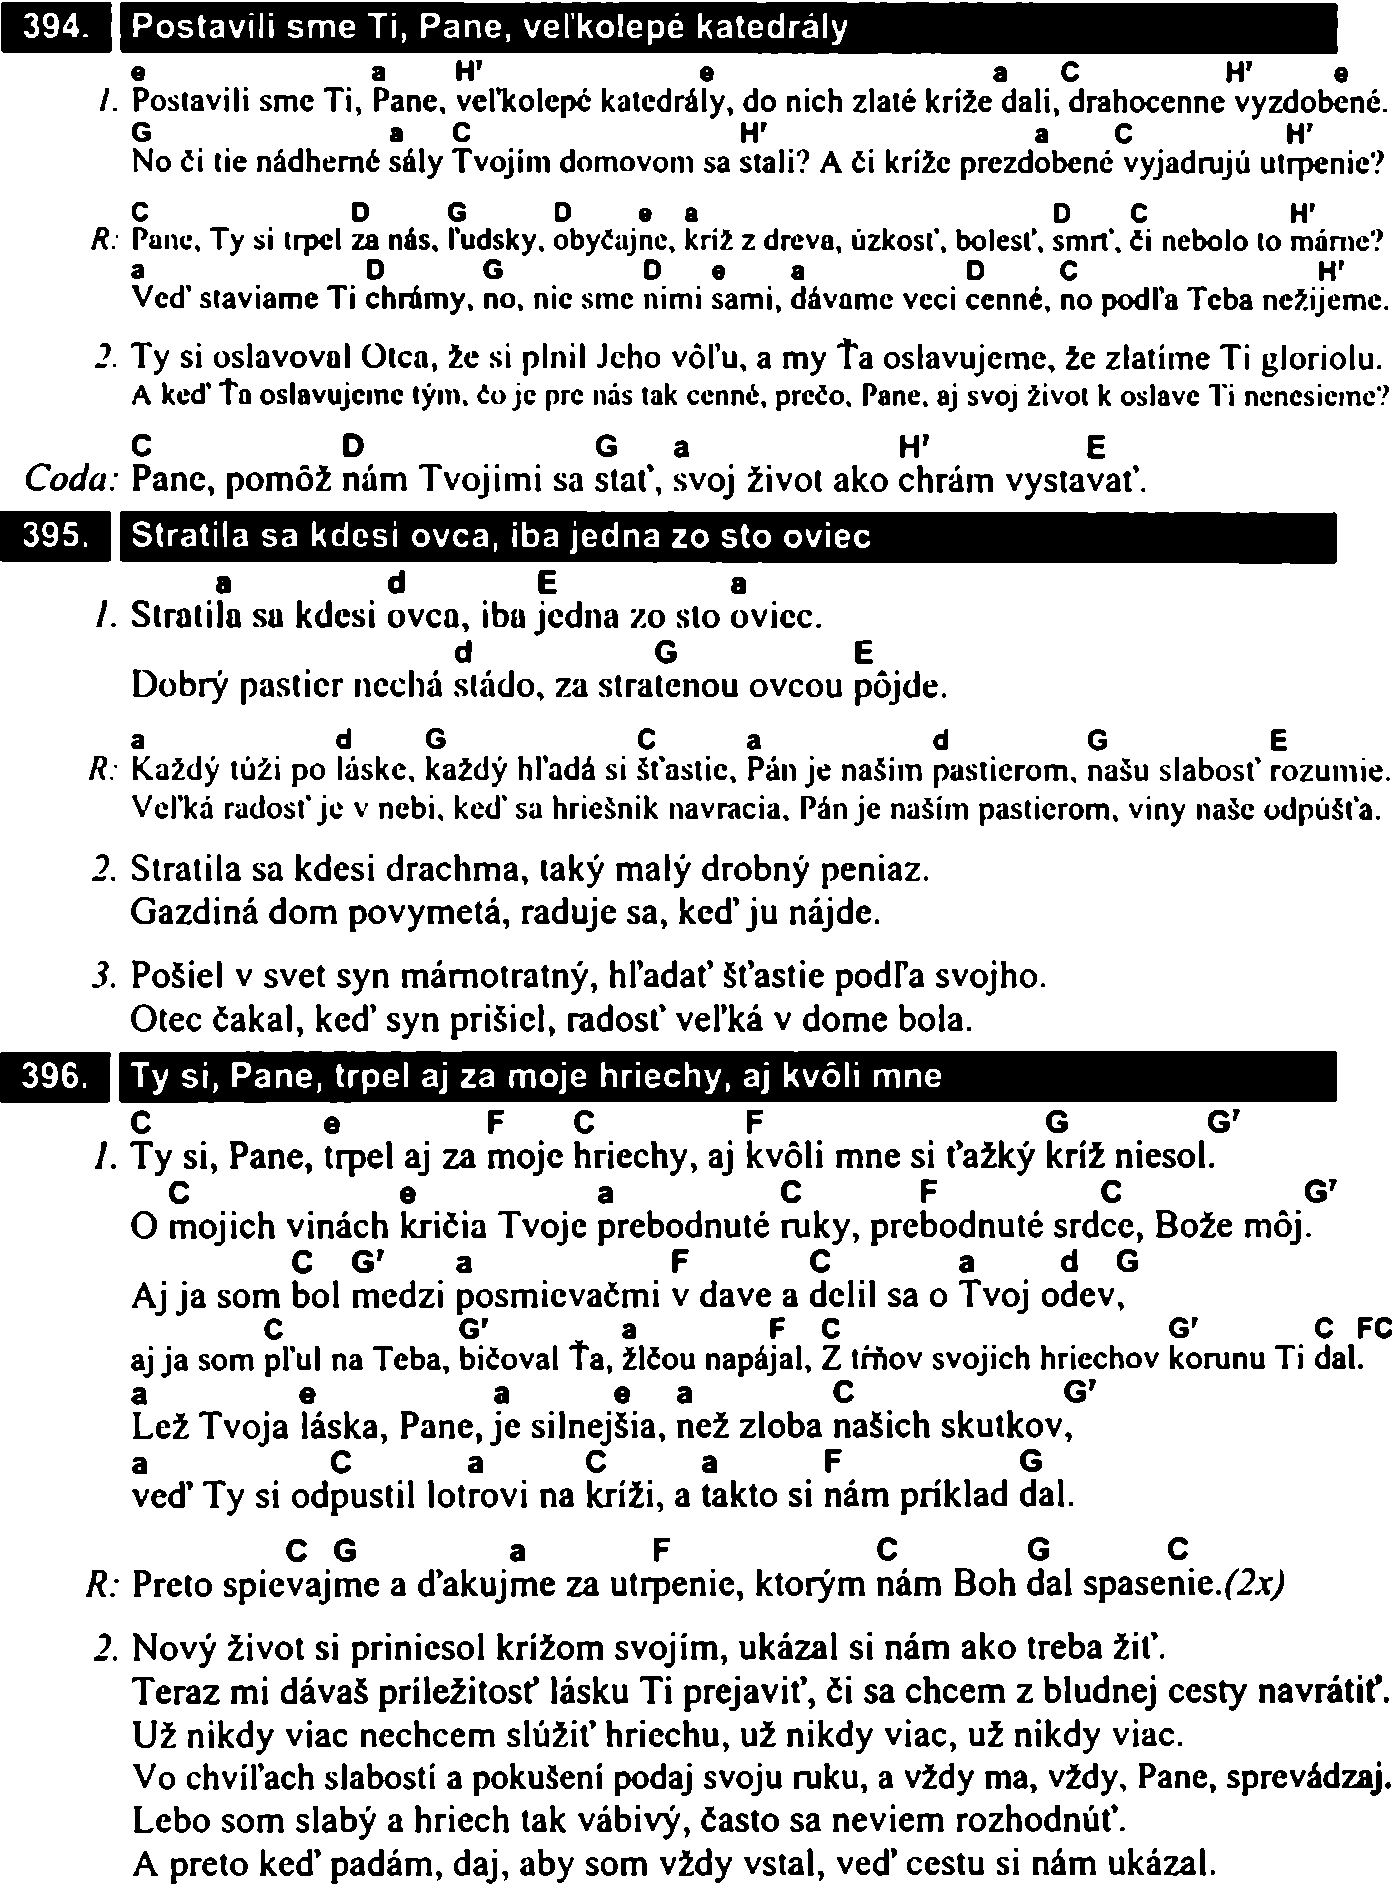 394. Postavili sme Ti, Pane, veľkolepé katedrály
e a H7 e a C H7 e
1. Postavili sme Ti, Pane, veľkolepé katedrály, do nich zlaté kríže dali, drahocenne vyzdobené.
G a C H7 a C H7
No či tie nádherné sály Tvojím domovom sa stali? A či kríže prezdobené vyjadrujú utrpenie?
C D G D e a D C H7
R: Pane, Ty si trpel za nás, ľudsky, obyčajne, kríž z dreva, úzkosť, bolesť, smrť, či nebolo to márne?
a D G D e a D C H7
Veď staviame Ti chrámy, no, nie sme nimi sami, dávame veci cenné, no podľa Teba nežijeme.
2. Ty si oslavoval Otca, že si plnil Jeho vôľu, a my Ťa oslavujeme, že zlatíme Ti gloriolu.
A keď Ťa oslavujeme tým, čo je pre nás tak cenné, prečo, Pane, aj svoj život k oslave Ti nenesieme?
C D G a H7 E
Coda: Pane, pomôž nám Tvojimi sa stať, svoj život ako chrám vystavať.
395. Stratila sa kdesi ovca, iba jedna zo sto oviec
a d E a
1. Stratila sa kdesi ovca, iba jedna zo sto oviec.
d G E
Dobrý pastier nechá stádo, za stratenou ovcou pôjde.
a d G C a d G E
R: Každý túži po láske, každý hľadá si šťastie, Pán je našim pastierom, našu slabosť rozumie.
Veľká radosť je v nebi, keď sa hriešnik navracia, Pán je naším pastierom, viny naše odpúšťa.
2. Stratila sa kdesi drachma, taký malý drobný peniaz.
Gazdiná dom povymetá, raduje sa, keď ju nájde.
3. Pošiel v svet syn márnotratný, hľadať šťastie podľa svojho.
Otec čakal, keď syn prišiel, radosť veľká v dome bola.
396. Ty si, Pane, trpel aj za moje hriechy, aj kvôli mne
C e F C F G G7
1. Ty si, Pane, trpel aj za moje hriechy, aj kvôli mne si ťažký kríž niesol.
C e a C F C G7
O mojich vinách kričia Tvoje prebodnuté ruky, prebodnuté srdce, Bože môj.
C G7 a F C a d G
Aj ja som bol medzi posmievačmi v dave a delil sa o Tvoj odev,
C G7 a F C G7 C FC
aj ja som pľul na Teba, bičoval Ťa, žlčou napájal, Z tŕňov svojich hriechov korunu Ti dal.
a e a e a C G7
Lež Tvoja láska, Pane, je silnejšia, než zloba našich skutkov,
a C a C a F G
veď Ty si odpustil lotrovi na kríži, a takto si nám príklad dal.
C G a F C G C
R: Preto spievajme a ďakujme za utrpenie, ktorým nám Boh dal spasenie.(2x)
2. Nový život si priniesol krížom svojím, ukázal si nám ako treba žiť.
Teraz mi dávaš príležitosť lásku Ti prejaviť, či sa chcem z bludnej cesty navrátiť.
Už nikdy viac nechcem slúžiť hriechu, už nikdy viac, už nikdy viac.
Vo chvíľach slabostí a pokušení podaj svoju ruku, a vždy ma, vždy, Pane, sprevádzaj.
Lebo som slabý a hriech tak vábivý, často sa neviem rozhodnúť.
A preto keď padám, daj, aby som vždy vstal, veď cestu si nám ukázal.